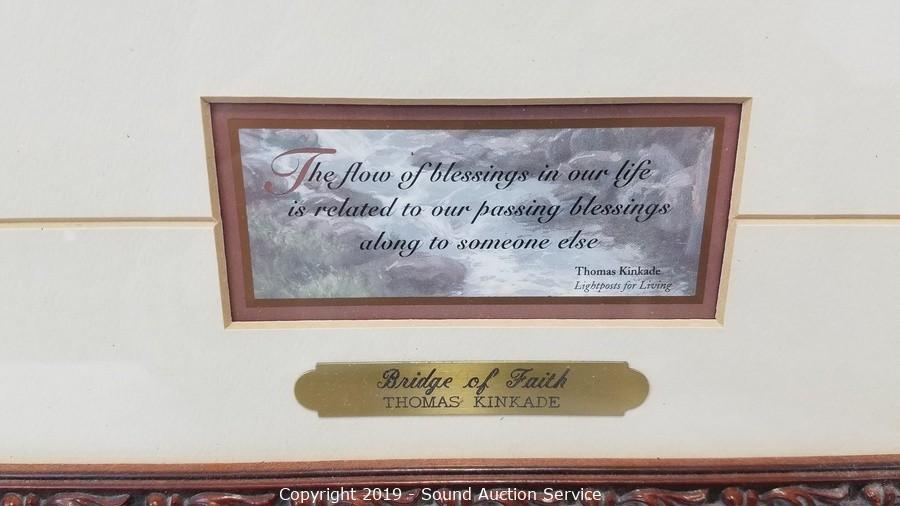 The flow of blessings in our life
is related to our passing blessings
along to someone else
Thomas Kinkade
Lightposts for Living
Bridge of Faith
THOMAS KINKADE
Copyright 2019 - Sound Auction Service